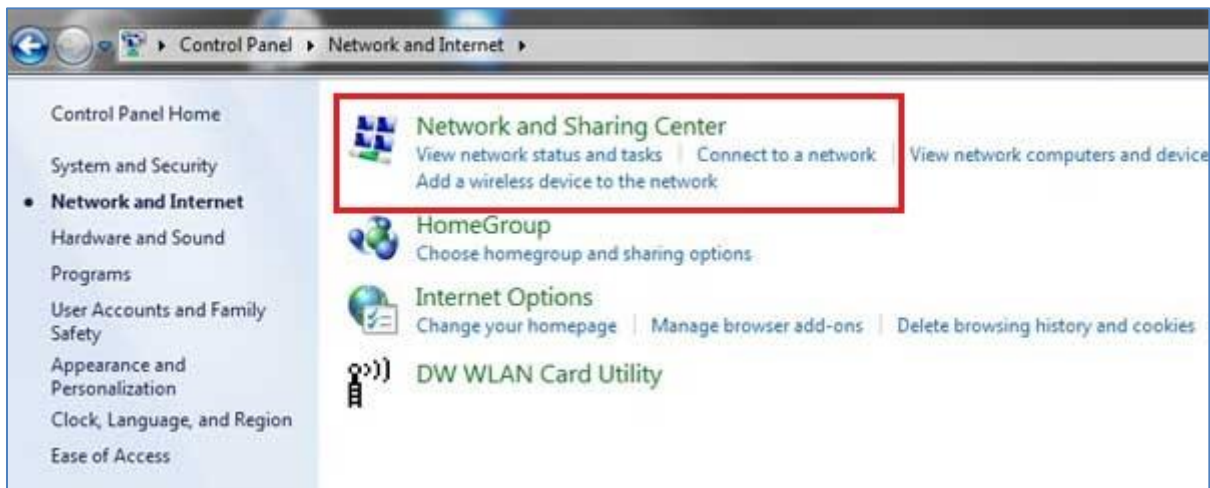 Control Panel Network and Internet
Control Panel Home
System and Security
Network and Internet
Hardware and Sound
Programs
User Accounts and Family
Safety
Appearance and
Personalization
Clock, Language, and Region
Ease of Access
Network and Sharing Center
View network status and tasks Connect to a network View network computers and device
Add a wireless device to the network
HomeGroup
Choose homegroup and sharing options
Internet Options
Change your homepage Manage browser add-ons Delete browsing history and cookies
DW WLAN Card Utility